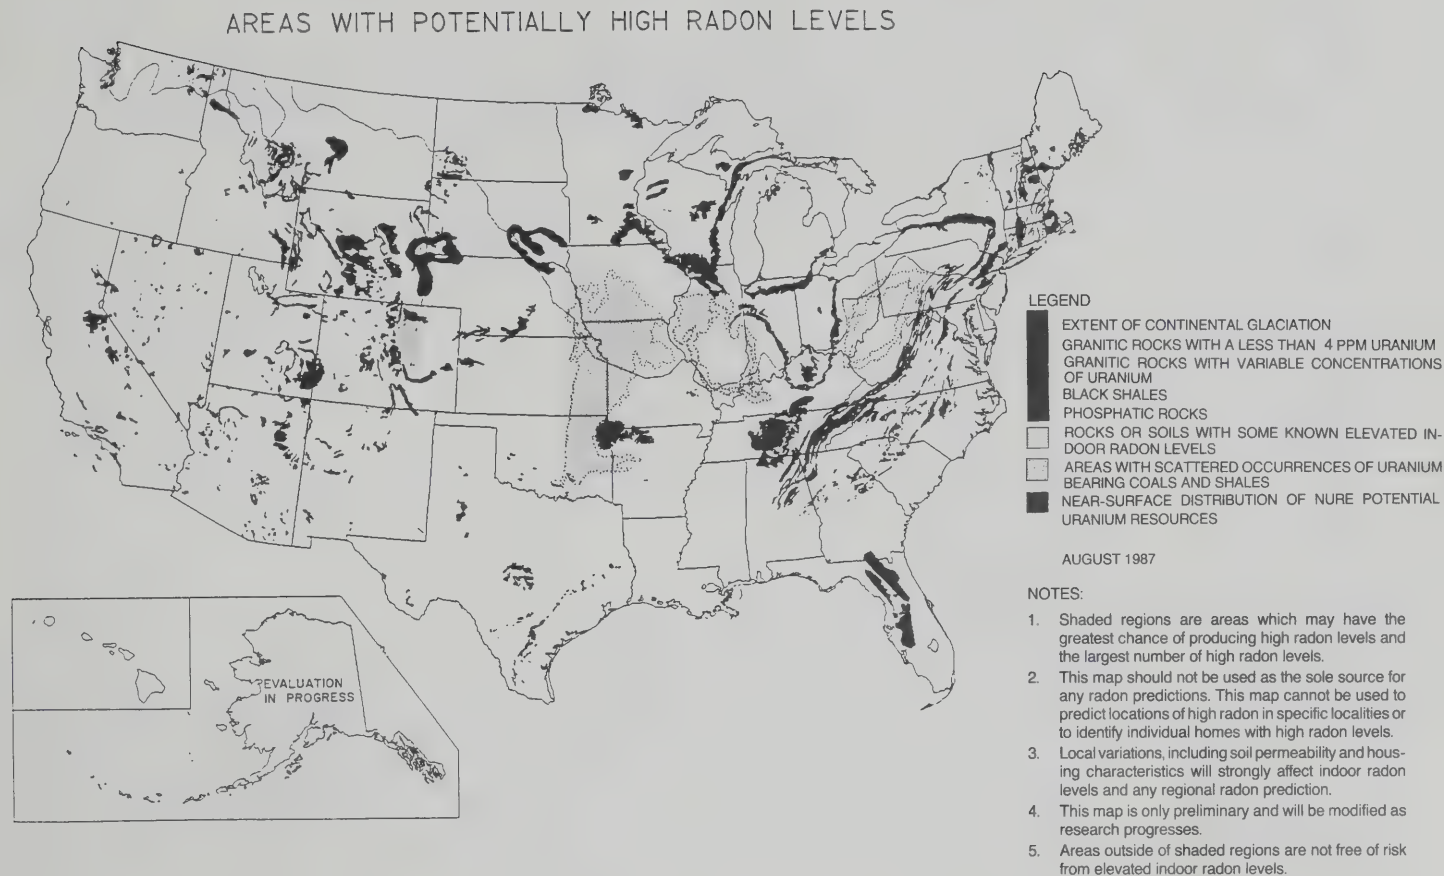 AREAS WITH POTENTIALLY HIGH RADON LEVELS
EVALUATION
IN PROGRESS
LEGEND
EXTENT OF CONTINENTAL GLACIATION
GRANITIC ROCKS WITH A LESS THAN 4 PPM URANIUM
GRANITIC ROCKS WITH VARIABLE CONCENTRATIONS
OF URANIUM
BLACK SHALES
PHOSPHATIC ROCKS
ROCKS OR SOILS WITH SOME KNOWN ELEVATED IN-
DOOR RADON LEVELS
AREAS WITH SCATTERED OCCURRENCES OF URANIUM
BEARING COALS AND SHALES
NEAR-SURFACE DISTRIBUTION OF NURE POTENTIAL
URANIUM RESOURCES
AUGUST 1987
NOTES:
1. Shaded regions are areas which may have the
greatest chance of producing high radon levels and
the largest number of high radon levels.
2. This map should not be used as the sole source for
any radon predictions. This map cannot be used to
predict locations of high radon in specific localities or
to identify individual homes with high radon levels.
3. Local variations, including soil permeability and hous-
ing characteristics will strongly affect indoor radon
levels and any regional radon prediction.
4. This map is only preliminary and will be modified as
research progresses.
5. Areas outside of shaded regions are not free of risk
from elevated indoor radon levels.